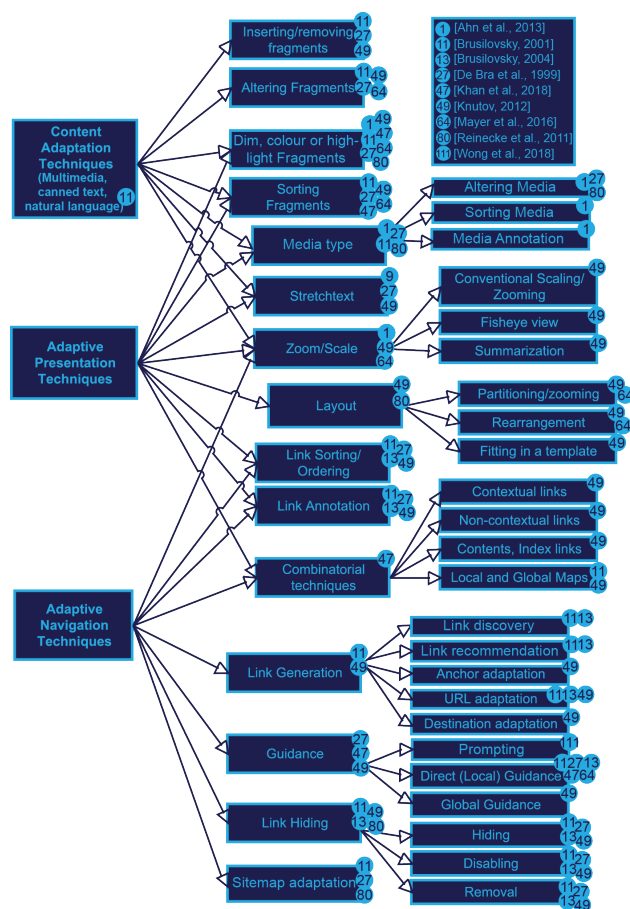 Inserting/removing
fragments
11
27
49
Altering Fragments
11 49
27 64
Dim, colour or high-
light Fragments
49
1 47
11 64
27 80
Sorting
Fragments
11 49
27 64
47
Media type
1 27
11 80
Stretchtext
9
27
49
Zoom/Scale
1
49
64
Layout
49
80
Link Sorting/
Ordering
11 27
13 49
Link Annotation
11 27
13 49
Combinatorial
techniques
47
Link Generation
11
49
Guidance
27
47
49
Link Hiding
11 49
13 80
Sitemap adaptation
11
27
80
Content
Adaptation
Techniques
(Multimedia,
canned text,
natural language)
11
Adaptive
Presentation
Techniques
Adaptive
Navigation
Techniques
1 [Ahn et al., 2013]
11 [Brusilovsky, 2001]
13 [Brusilovsky, 2004]
27 [De Bra et al., 1999]
47 [Khan et al., 2018]
49 [Knutov, 2012]
64 [Mayer et al., 2016]
80 [Reinecke et al., 2011]
111 [Wong et al., 2018]
Altering Media
1 27
80
Sorting Media
1
Media Annotation
1
Conventional Scaling/
Zooming
49
Fisheye view
49
Summarization
49
Partitioning/zooming
49
64
Rearrangement
49
64
Fitting in a template
49
Contextual links
49
Non-contextual links
49
Contents, Index links
49
Local and Global Maps
11
49
Link discovery
11 13
Link recommendation
11 13
Anchor adaptation
49
URL adaptation
11 13 49
Destination adaptation
49
Prompting
111
Direct (Local) Guidance
11 27 13
47 64
Global Guidance
49
Hiding
11 27
13 49
Disabling
11 27
13 49
Removal
11 27
13 49